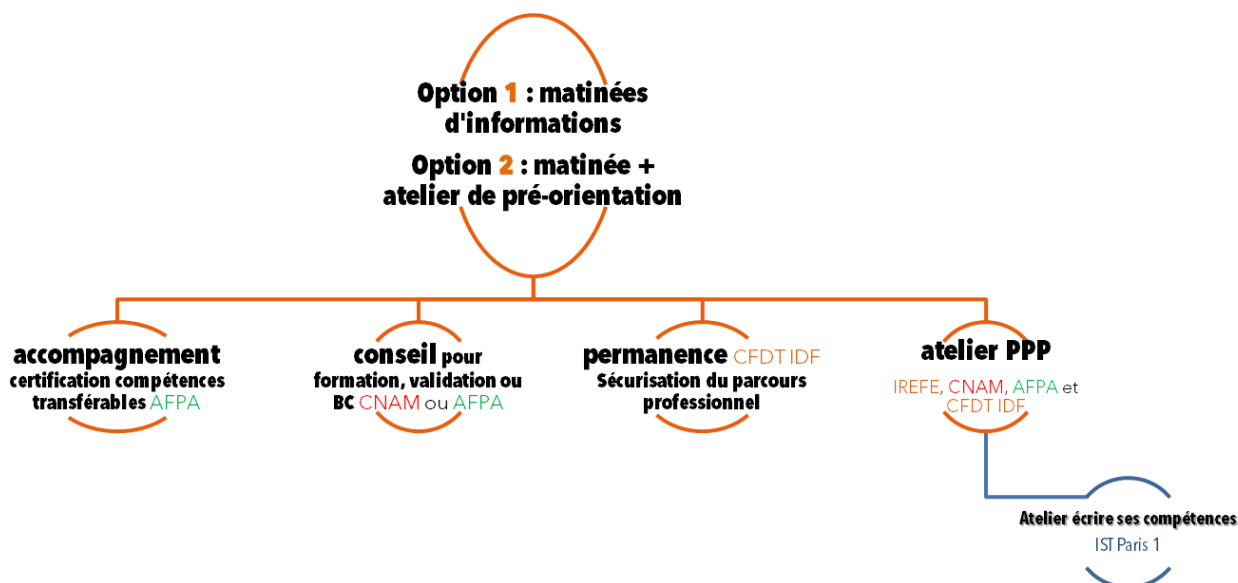 Option 1 : matinées
d'informations
Option 2 : matinée +
atelier de pré-orientation
accompagnement
certification compétences
transférables AFPA
conseil pour
formation, validation ou
BC CNAM ou AFPA
permanence CFDT IDF
Sécurisation du parcours
professionnel
atelier PPP
IREFE, CNAM, AFPA et
CFDT IDF
Atelier écrire ses compétences
IST Paris 1